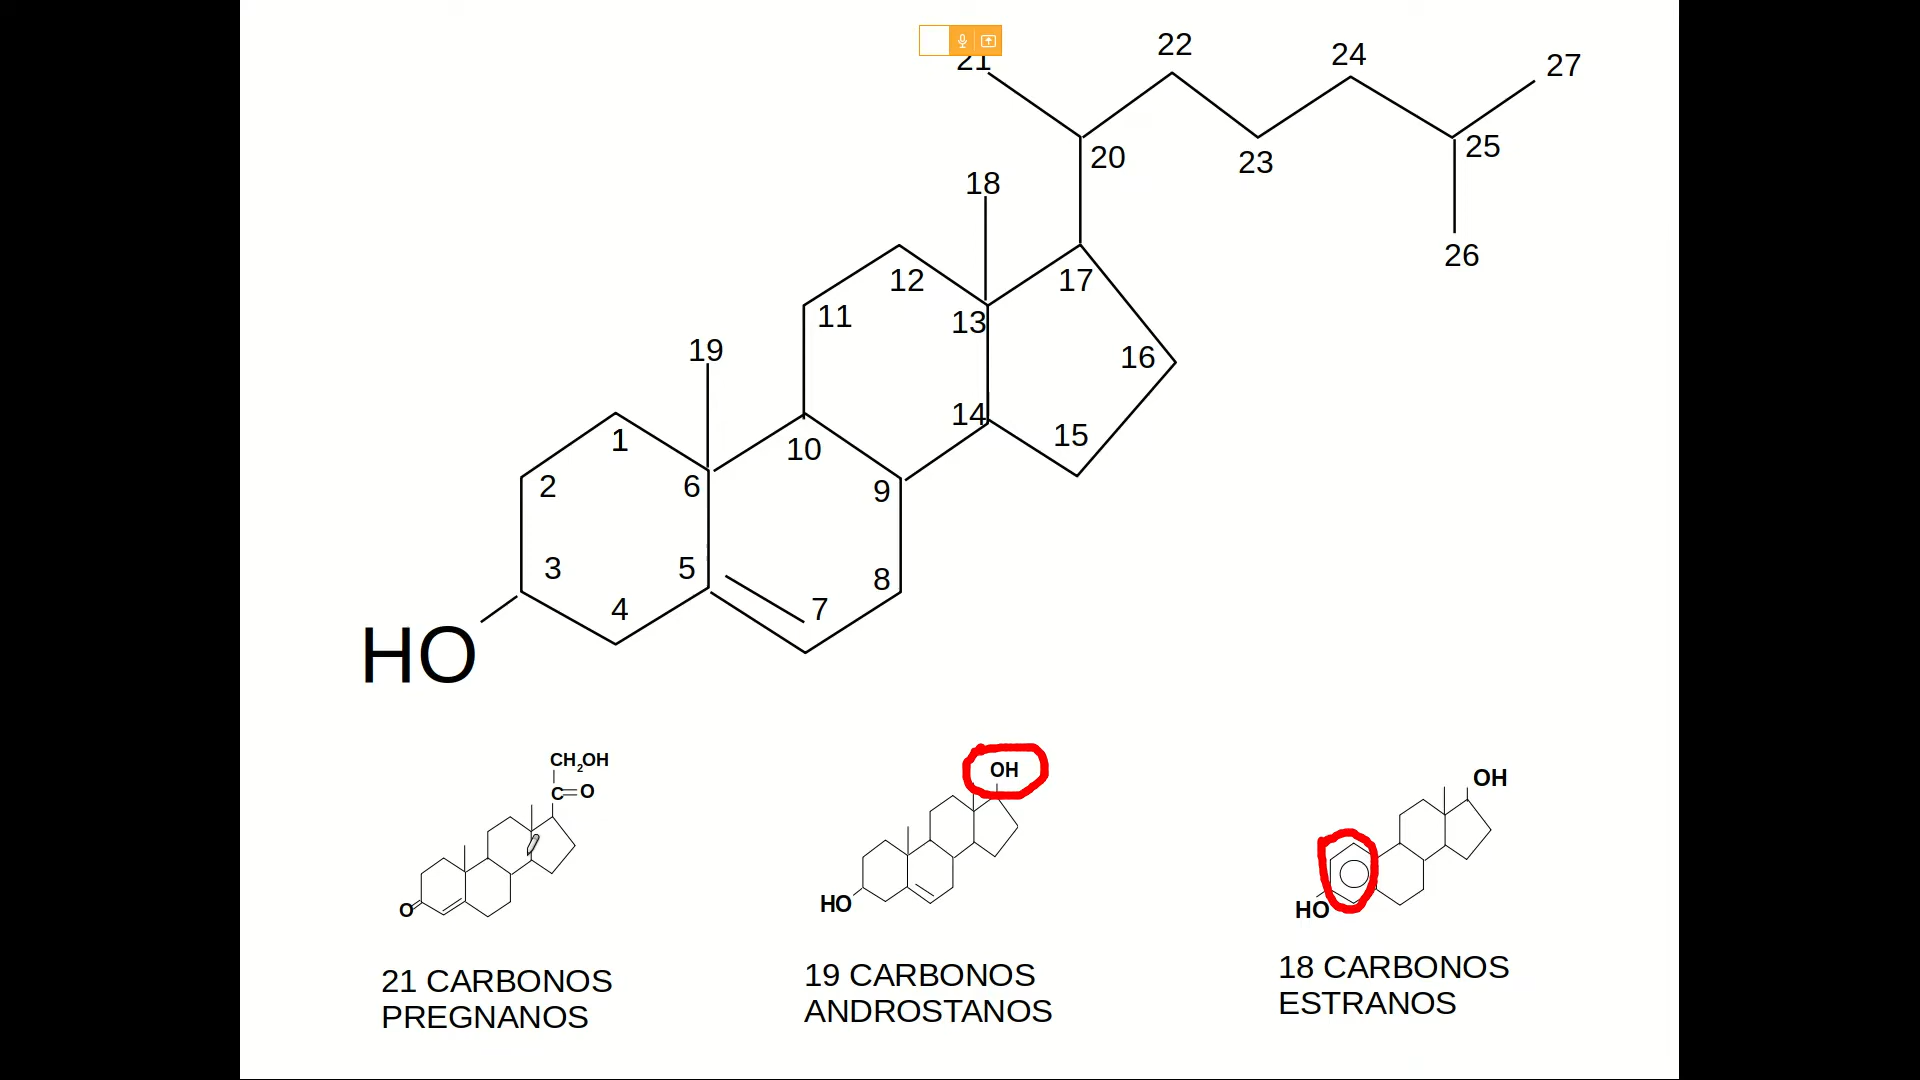 21
22
24
27
20
23
25
18
26
12
17
11
13
16
19
14
15
1
10
2
6
9
3
5
8
4
7
HO
CH2OH
C=O
O
21 CARBONOS
PREGNANOS
OH
HO
19 CARBONOS
ANDROSTANOS
OH
HO
18 CARBONOS
ESTRANOS